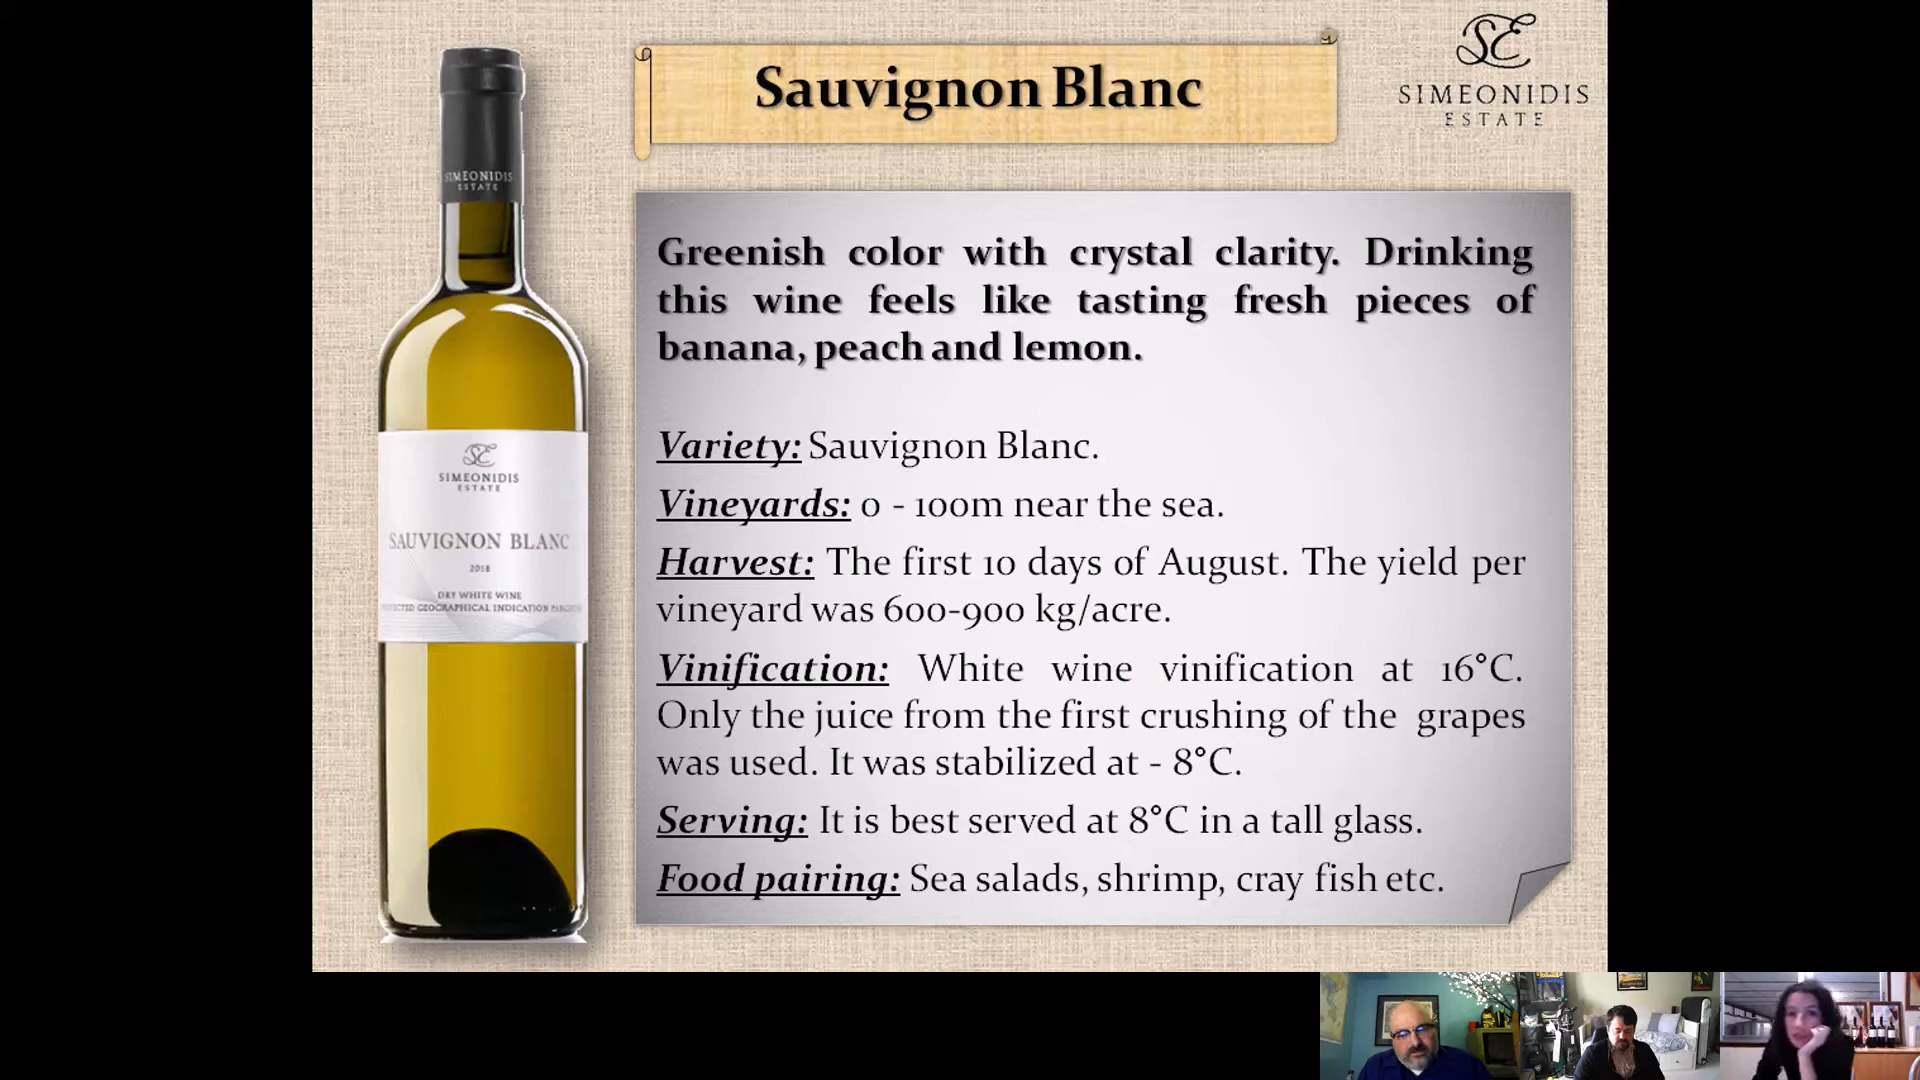 Sauvignon Blanc
SE
SIMEONIDIS
ESTATE
Greenish color with crystal clarity. Drinking
this wine feels like tasting fresh pieces of
banana, peach and lemon.
Variety: Sauvignon Blanc.
Vineyards: 0 - 100m near the sea.
Harvest: The first 10 days of August. The yield per
vineyard was 600-900 kg/acre.
Vinification: White wine vinification at 16°C.
Only the juice from the first crushing of the grapes
was used. It was stabilized at - 8°C.
Serving: It is best served at 8°C in a tall glass.
Food pairing: Sea salads, shrimp, cray fish etc.
SIMEONIDIS
ESTATE
SE
SIMEONIDIS
ESTATE
SAUVIGNON BLANC
2018
DRY WHITE WINE
GEOGRAPHICAL INDICATION